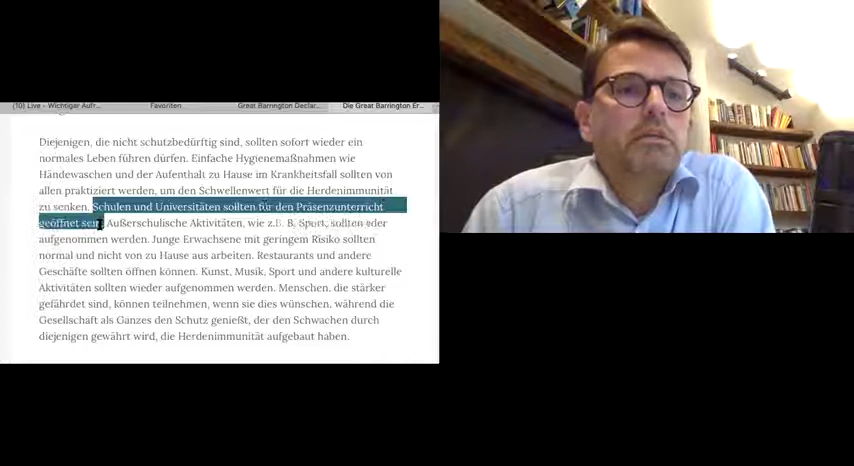 (10) Live - Wichtigar Aufr... Favoriten Great Barrington Declar... Die Great Barrington Er...
Diejenigen, die nicht schutzbedürftig sind, sollten sofort wieder ein
normales Leben führen dürfen. Einfache Hygienemaßnahmen wie
Händewaschen und der Aufenthalt zu Hause im Krankheitsfall sollten von
allen praktiziert werden, um den Schwellenwert für die Herdenimmunität
zu senken. Schulen und Universitäten sollten für den Präsenzunterricht
geöffnet sein. Außerschulische Aktivitäten, wie z.B. Sport, sollten
aufgenommen werden. Junge Erwachsene mit geringem Risiko sollten
normal und nicht von zu Hause aus arbeiten. Restaurants und andere
Geschäfte sollten öffnen können. Kunst, Musik, Sport und andere kulturelle
Aktivitäten sollten wieder aufgenommen werden. Menschen, die stärker
gefährdet sind, können teilnehmen, wenn sie dies wünschen, während die
Gesellschaft als Ganzes den Schutz genießt, der den Schwachen durch
diejenigen gewährt wird, die Herdenimmunität aufgebaut haben.